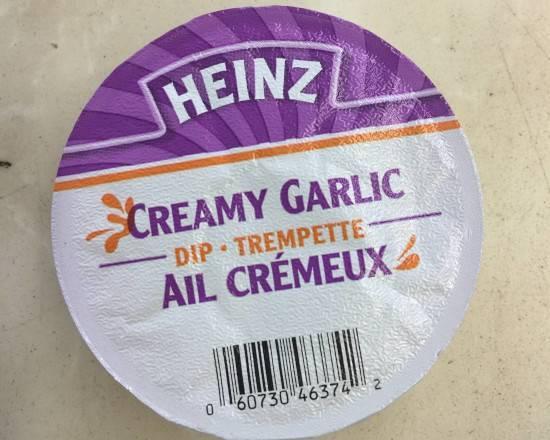 HEINZ
CREAMY GARLIC
DIP · TREMPETTE
AIL CRÉMEUX
0 60730 46374 2